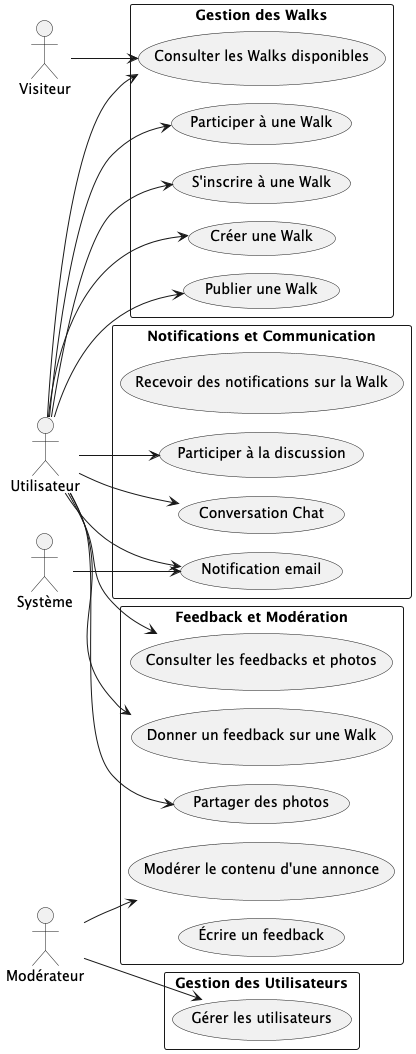 Gestion des Walks
Consulter les Walks disponibles
Visiteur
Participer à une Walk
S'inscrire à une Walk
Créer une Walk
Publier une Walk
Notifications et Communication
Recevoir des notifications sur la Walk
Participer à la discussion
Utilisateur
Conversation Chat
Notification email
Système
Feedback et Modération
Consulter les feedbacks et photos
Donner un feedback sur une Walk
Partager des photos
Modérer le contenu d'une annonce
Écrire un feedback
Modérateur
Gestion des Utilisateurs
Gérer les utilisateurs